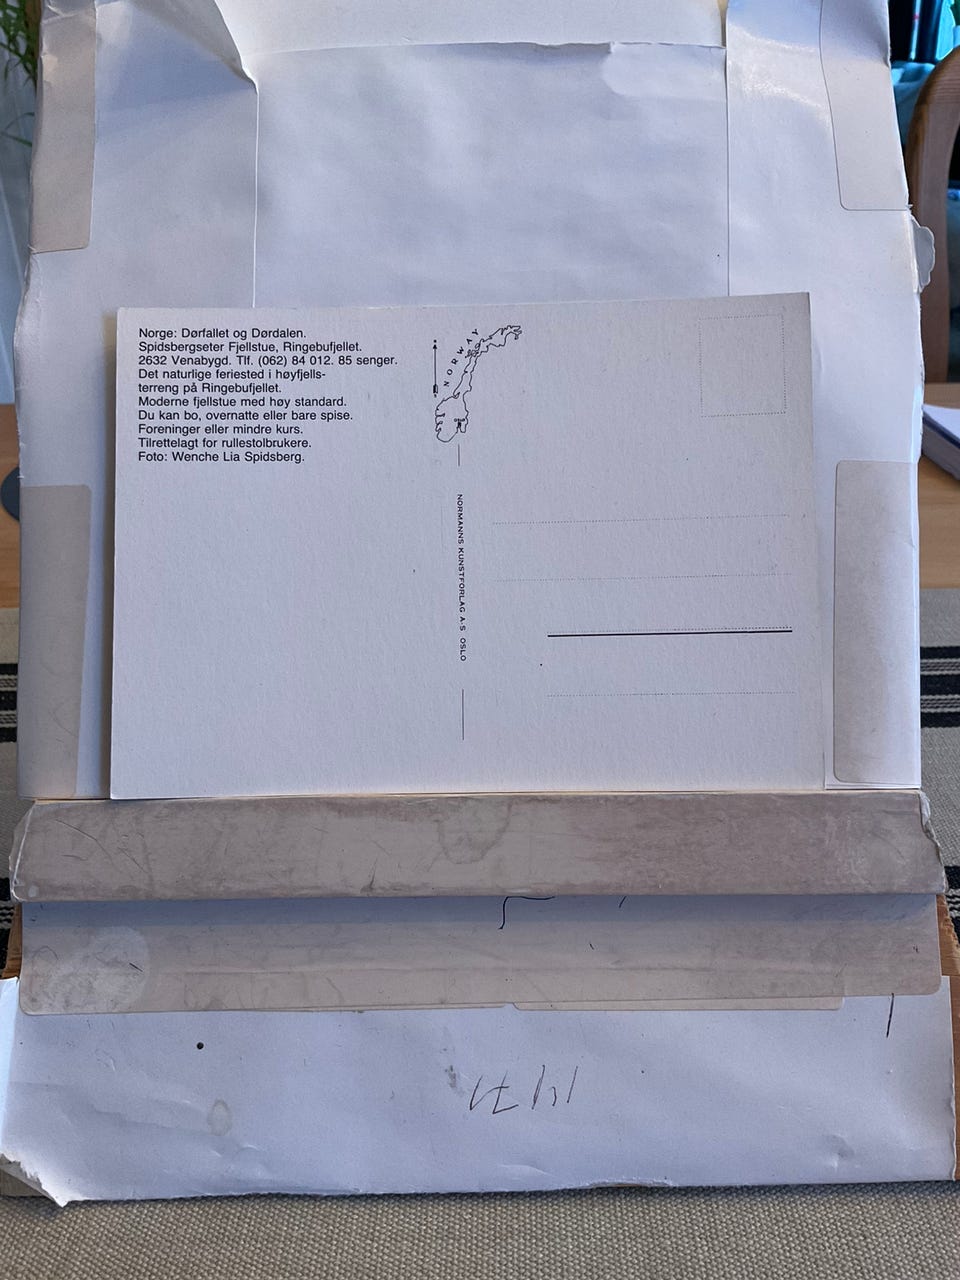 Norge: Dørfallet og Dørdalen.
Spidsbergseter Fjellstue, Ringebufjellet.
2632 Venabygd. Tlf. (062) 84 012. 85 senger.
Det naturlige feriested i høyfjells-
terreng på Ringebufjellet.
Moderne fjellstue med høy standard.
Du kan bo, overnatte eller bare spise.
Foreninger eller mindre kurs.
Tilrettelagt for rullestolbrukere.
Foto: Wenche Lia Spidsberg.
NORWAY
NORMANNS KUNSTFORLAG A.S OSLO